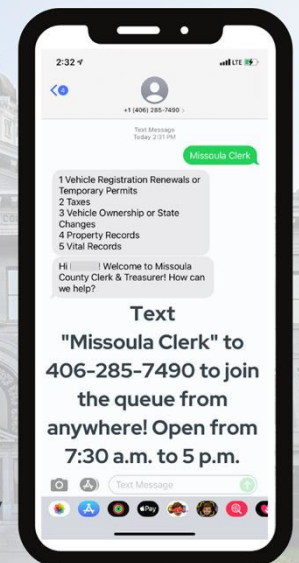 2:32
LTE
4
+1 (406) 285-7490 >
Text Message
Today 2:31 PM
Missoula Clerk
1 Vehicle Registration Renewals or
Temporary Permits
2 Taxes
3 Vehicle Ownership or State
Changes
4 Property Records
5 Vital Records
Hi ! Welcome to Missoula
County Clerk & Treasurer! How can
we help?
Text
"Missoula Clerk" to
406-285-7490 to join
the queue from
anywhere! Open from
7:30 a.m. to 5 p.m.
Text Message
Pay